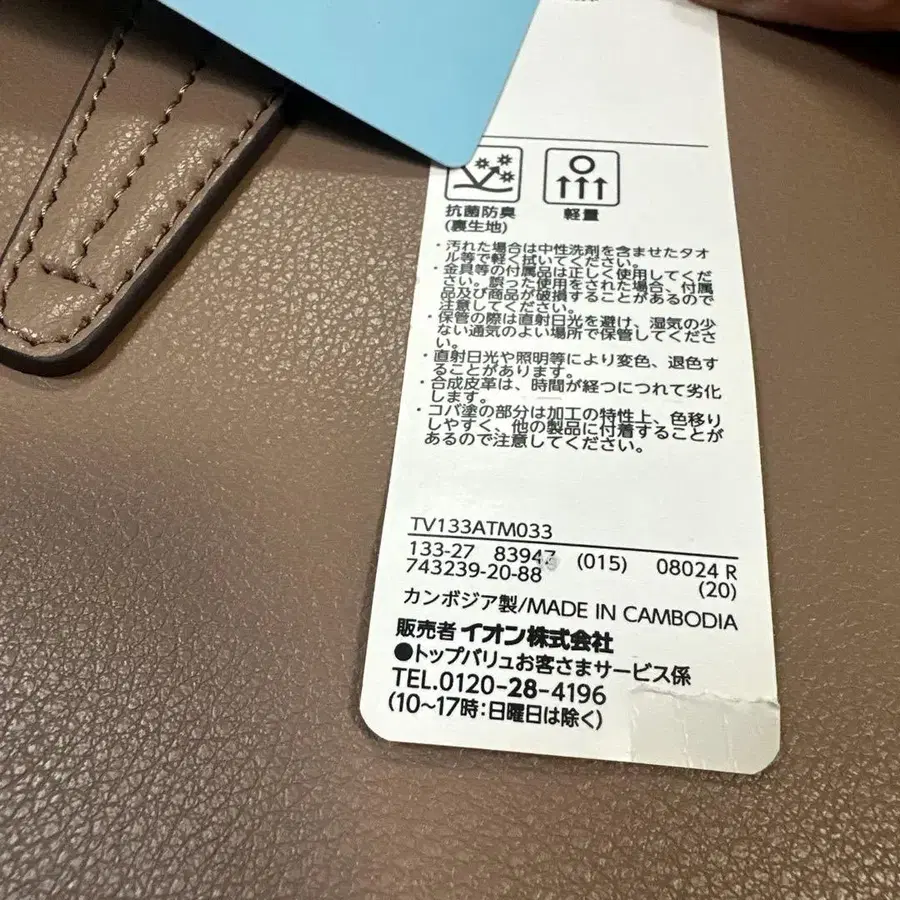 抗菌防臭
(裏生地)
軽量
・汚れた場合は中性洗剤を含ませたタオ
ル等で軽く拭いてください。
・金具等の付属品は正しく使用してくだ
さい。誤った使用をされた場合、付属
品及び商品が破損することがあるので
注意してください。
・保管の際は直射日光を避け、湿気の少
ない通気のよい場所で保管してくださ
い。
・直射日光や照明等により変色、退色す
ることがあります。
・合成皮革は、時間が経つにつれて劣化
します。
・コバ塗の部分は加工の特性上、色移り
しやすく、他の製品に付着することが
あるので注意してください。
TV133ATM033
133-27 83947 (015) 08024 R
743239-20-88 (20)
カンボジア製/MADE IN CAMBODIA
販売者 イオン株式会社
●トップバリュお客さまサービス係
TEL.0120-28-4196
(10〜17時:日曜日は除く)